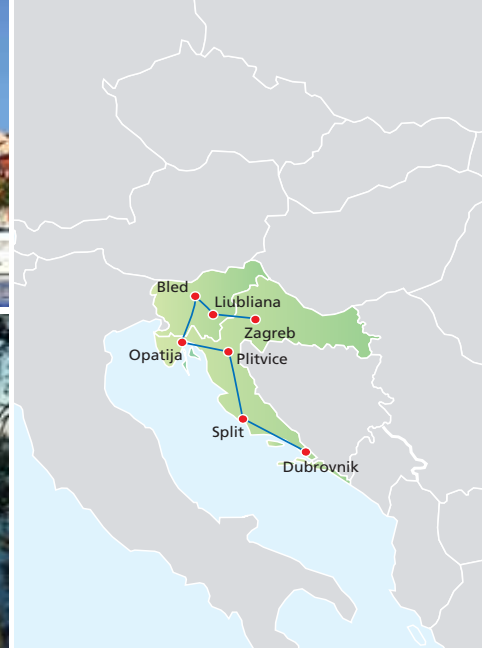 Bled
Liubliana
Zagreb
Opatija
Plitvice
Split
Dubrovnik